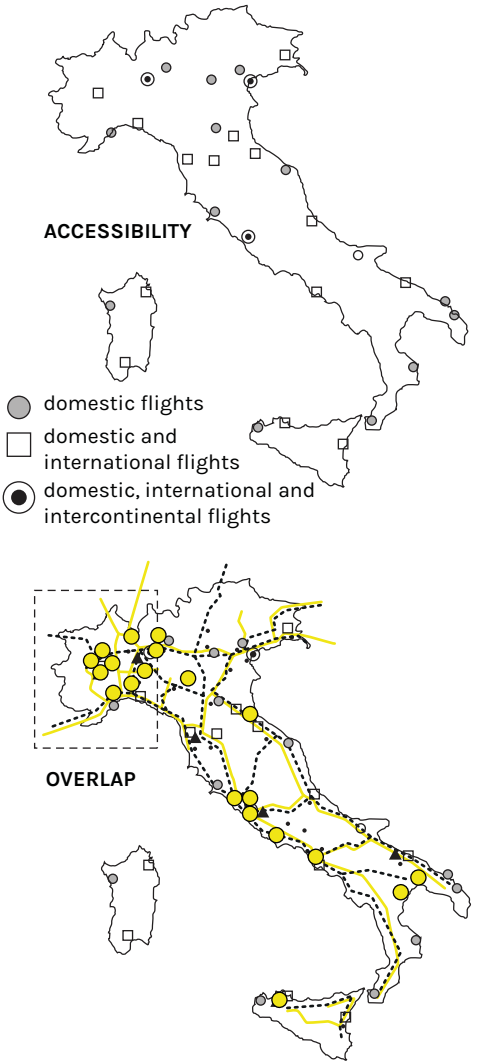 ACCESSIBILITY
domestic flights
domestic and
international flights
domestic, international and
intercontinental flights
OVERLAP